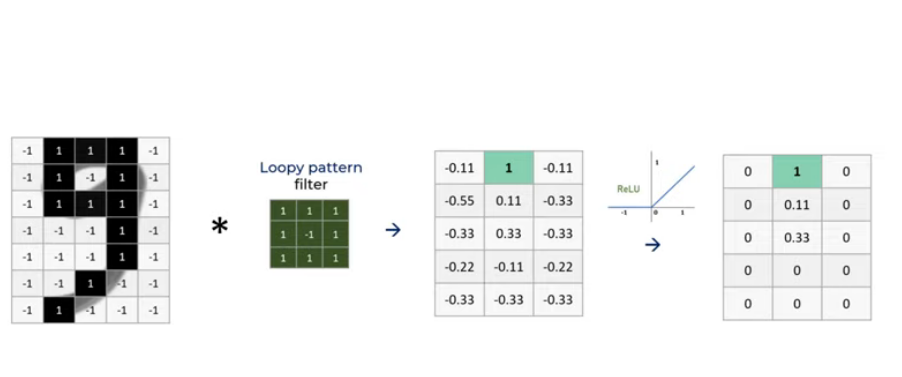 -1 1 1 1 -1
-1 1 -1 1 -1
-1 1 1 1 -1
-1 -1 -1 1 -1
-1 -1 -1 1 -1
-1 -1 1 -1 -1
-1 1 -1 -1 -1
*
Loopy pattern
filter
1 1 1
1 -1 1
1 1 1
→
-0.11 1 -0.11
-0.55 0.11 -0.33
-0.33 0.33 -0.33
-0.22 -0.11 -0.22
-0.33 -0.33 -0.33
1
ReLU
-1 0 1
→
0 1 0
0 0.11 0
0 0.33 0
0 0 0
0 0 0